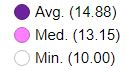 Avg. (14.88)
Med. (13.15)
Min. (10.00)